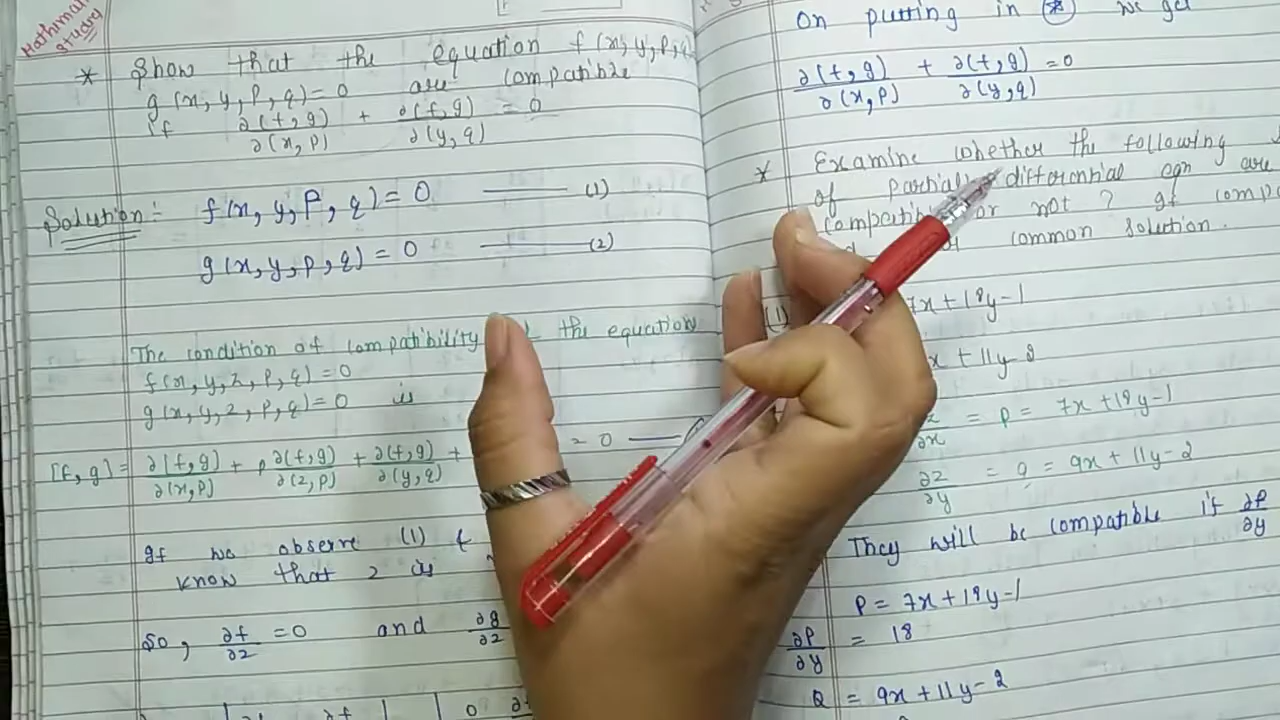 Mathematics
study
* Show that the equation f(x, y, p, q
g(x, y, p, q) = 0 are compatible
if ∂(f, g)/∂(x, p) + ∂(f, g)/∂(y, q) = 0
Solution:- f(x, y, p, q) = 0 ——— (1)
g(x, y, p, q) = 0 ——— (2)
The condition of compatibility the equation
f(x, y, z, p, q) = 0
g(x, y, z, p, q) = 0 is
[f, g] = ∂(f, g)/∂(x, p) + p ∂(f, g)/∂(z, p) + ∂(f, g)/∂(y, q) + = 0 ——
If we observe (1) &
know that z is
So, ∂f/∂z = 0 and ∂g/∂z
On putting in (*) we get
∂(f, g)/∂(x, p) + ∂(f, g)/∂(y, q) = 0
* Examine whether the following
of partial differential eqn are
compatible or not ? If comp
common solution.
(1) 7x + 18y - 1
x + 11y - 2
= p = 7x + 18y - 1
∂z/∂y = q = 9x + 11y - 2
They will be compatible if ∂P/∂y
P = 7x + 18y - 1
∂P/∂y = 18
Q = 9x + 11y - 2